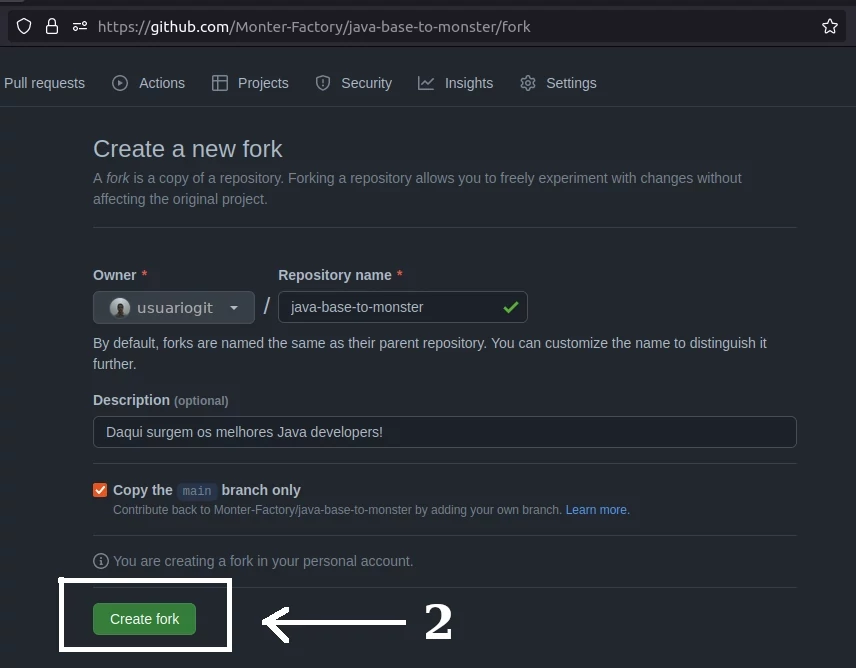 https://github.com/Monter-Factory/java-base-to-monster/fork
Pull requests Actions Projects Security Insights Settings
Create a new fork
A fork is a copy of a repository. Forking a repository allows you to freely experiment with changes without
affecting the original project.
Owner * Repository name *
usuariogit / java-base-to-monster
By default, forks are named the same as their parent repository. You can customize the name to distinguish it
further.
Description (optional)
Daqui surgem os melhores Java developers!
Copy the main branch only
Contribute back to Monter-Factory/java-base-to-monster by adding your own branch. Learn more.
You are creating a fork in your personal account.
Create fork 2